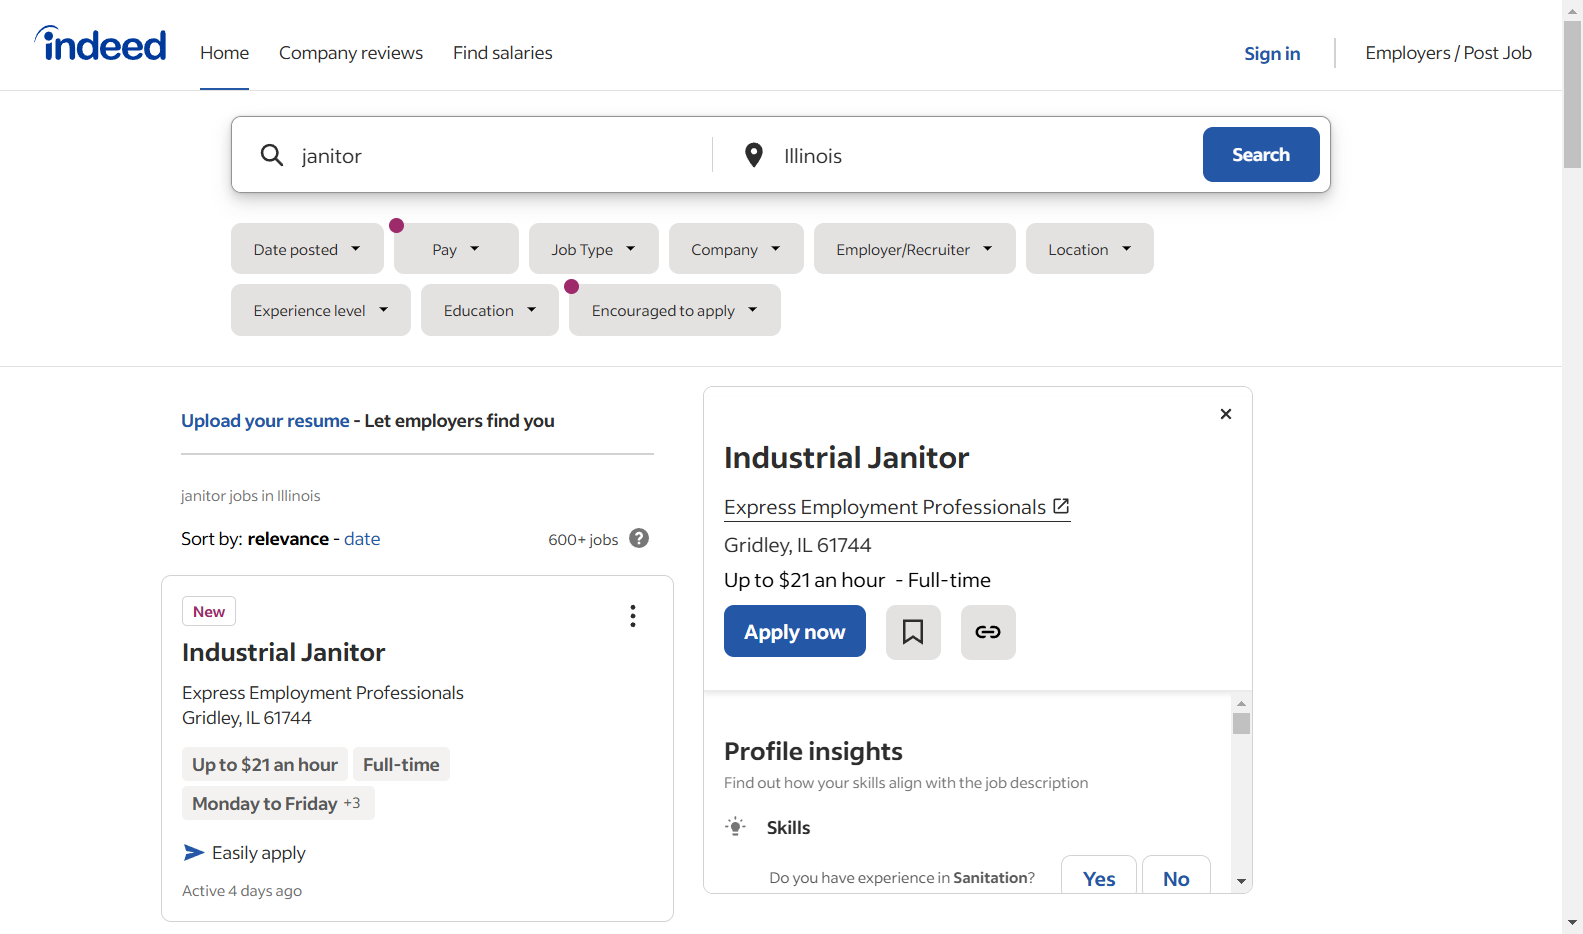 indeed
Home
Company reviews
Find salaries
Sign in
Employers / Post Job
janitor
Illinois
Search
Date posted
Pay
Job Type
Company
Employer/Recruiter
Location
Experience level
Education
Encouraged to apply
Upload your resume - Let employers find you
janitor jobs in Illinois
Sort by: relevance - date
600+ jobs
New
Industrial Janitor
Express Employment Professionals
Gridley, IL 61744
Up to $21 an hour
Full-time
Monday to Friday +3
Easily apply
Active 4 days ago
Industrial Janitor
Express Employment Professionals
Gridley, IL 61744
Up to $21 an hour - Full-time
Apply now
Profile insights
Find out how your skills align with the job description
Skills
Do you have experience in Sanitation?
Yes
No